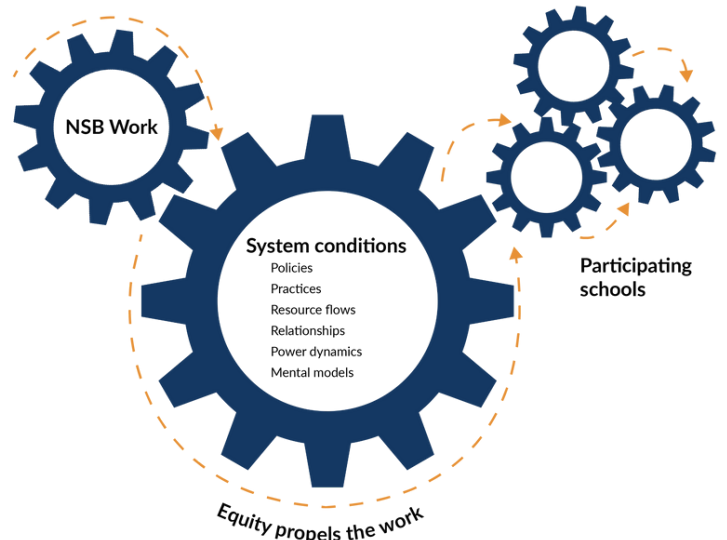 NSB Work
System conditions
Policies
Practices
Resource flows
Relationships
Power dynamics
Mental models
Participating
schools
Equity propels the work